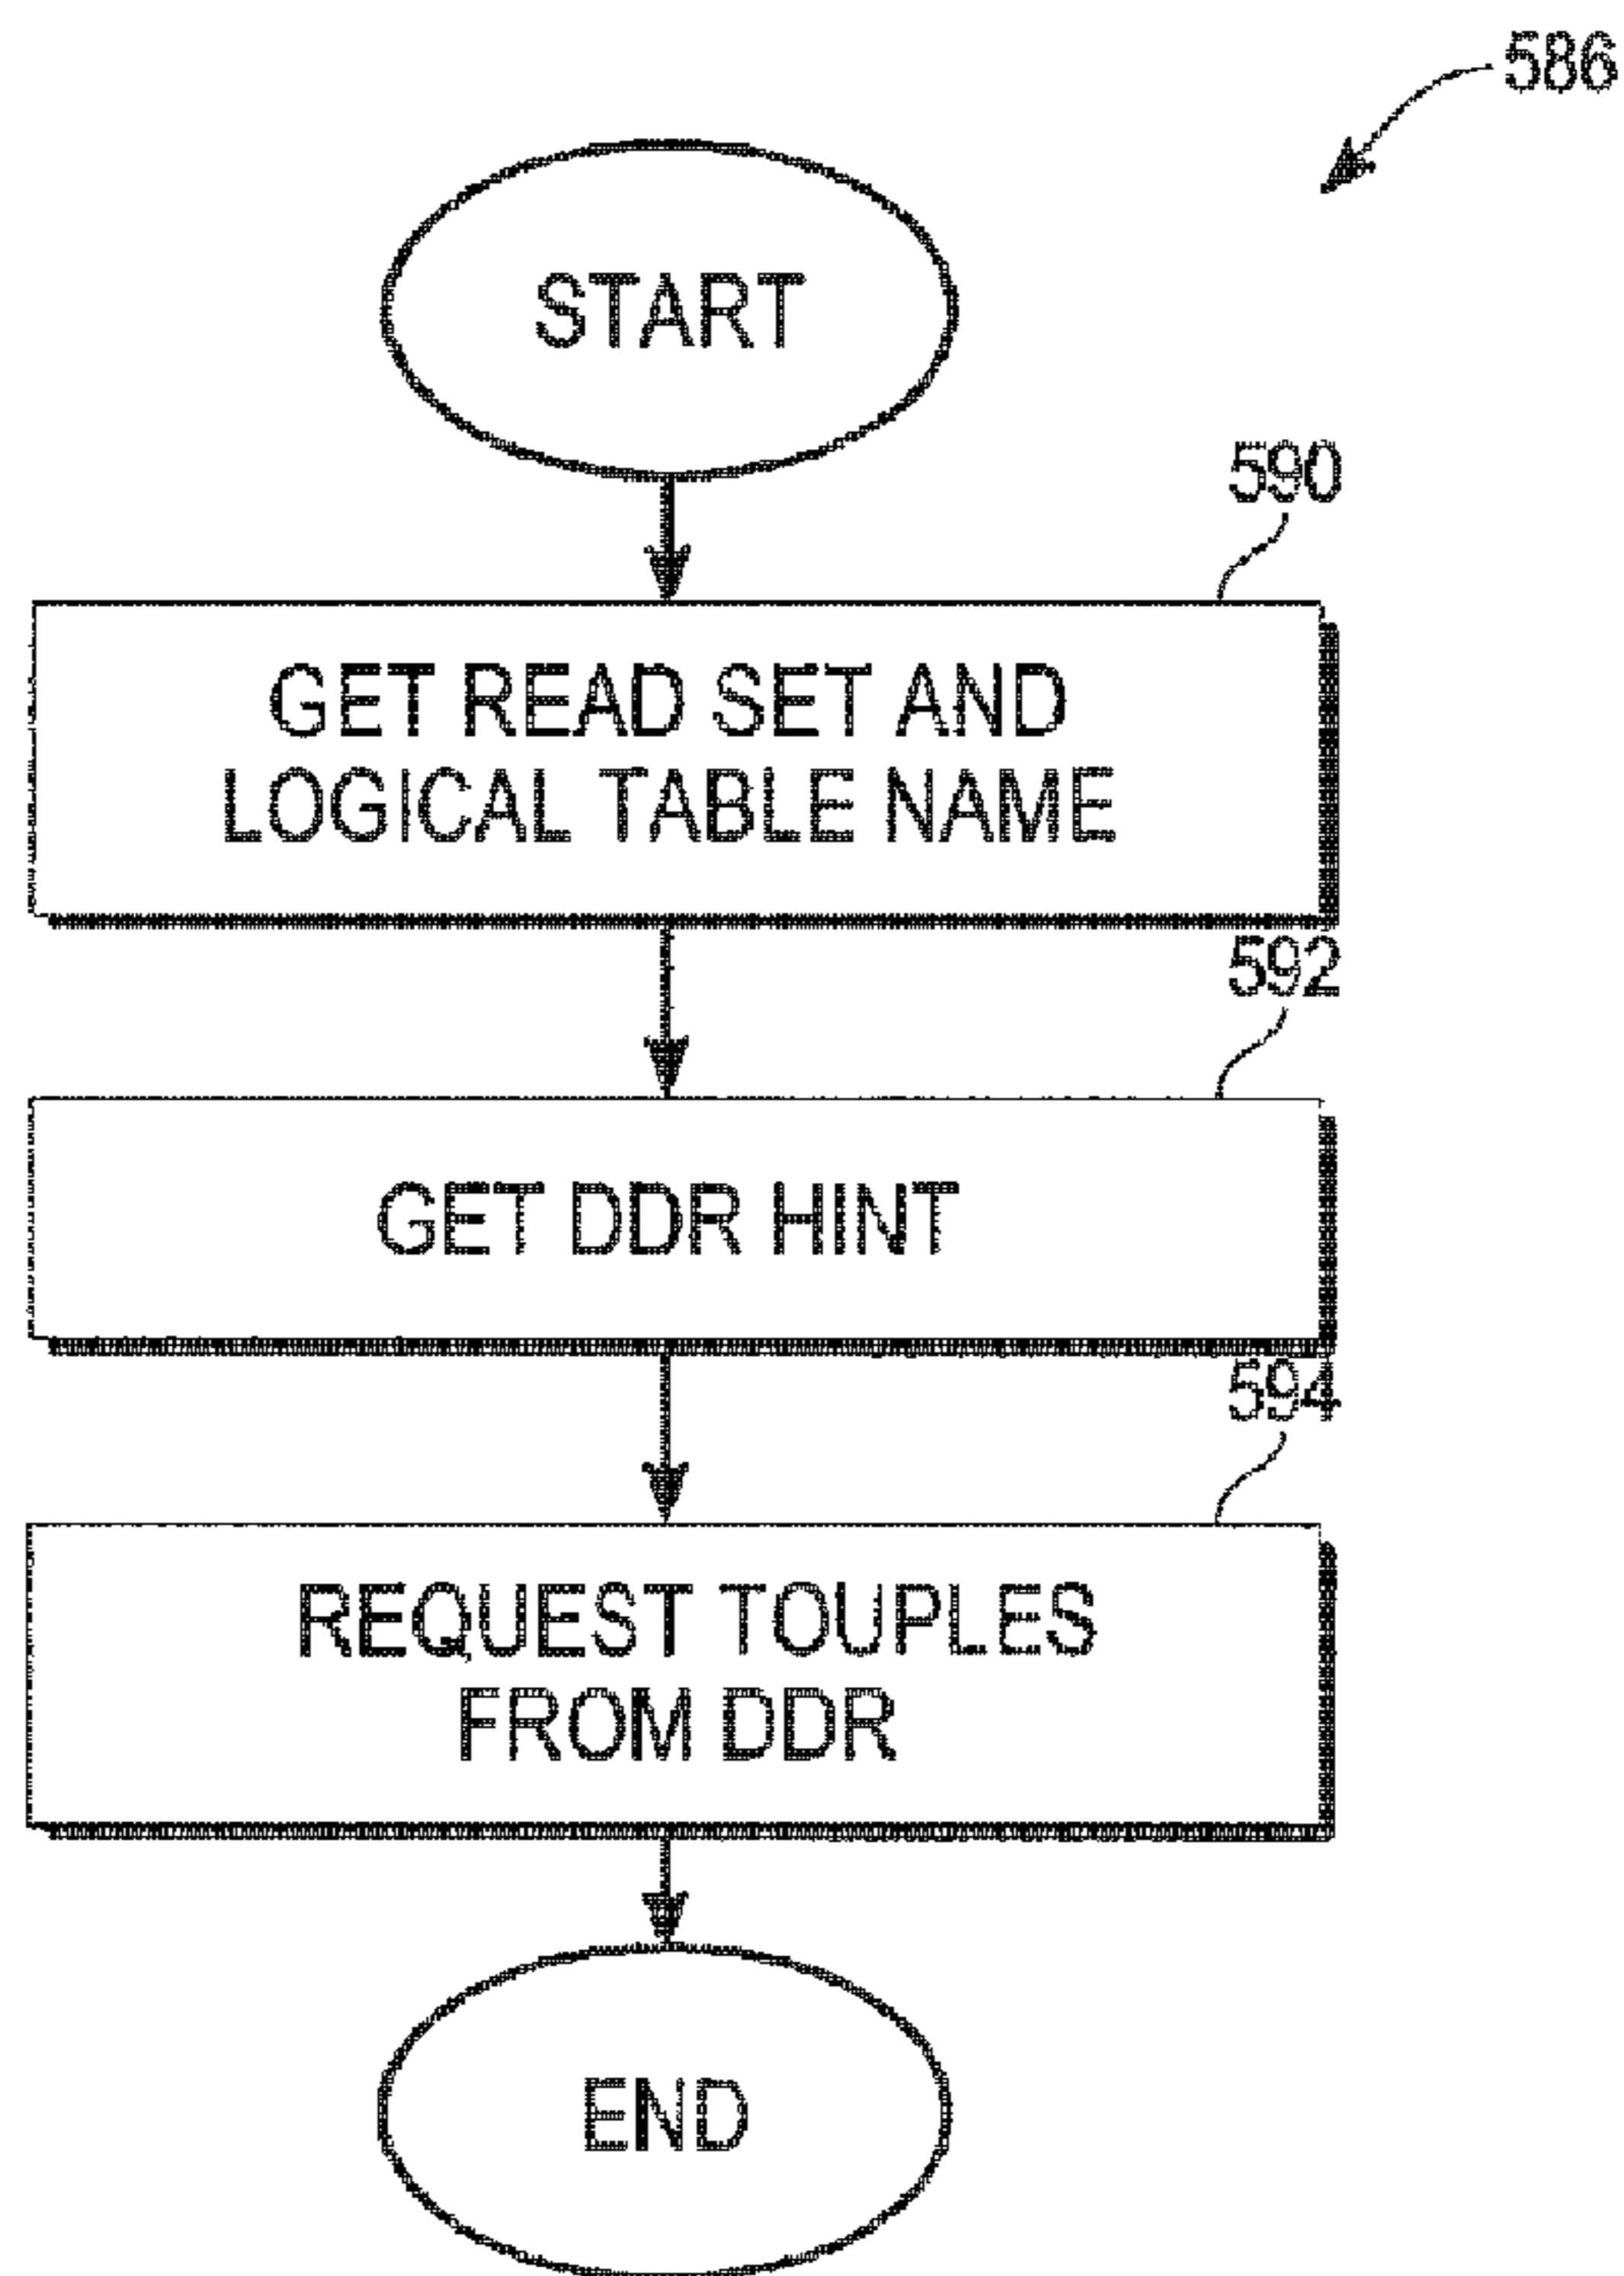 586
START
590
GET READ SET AND
LOGICAL TABLE NAME
592
GET DDR HINT
594
REQUEST TOUPLES
FROM DDR
END